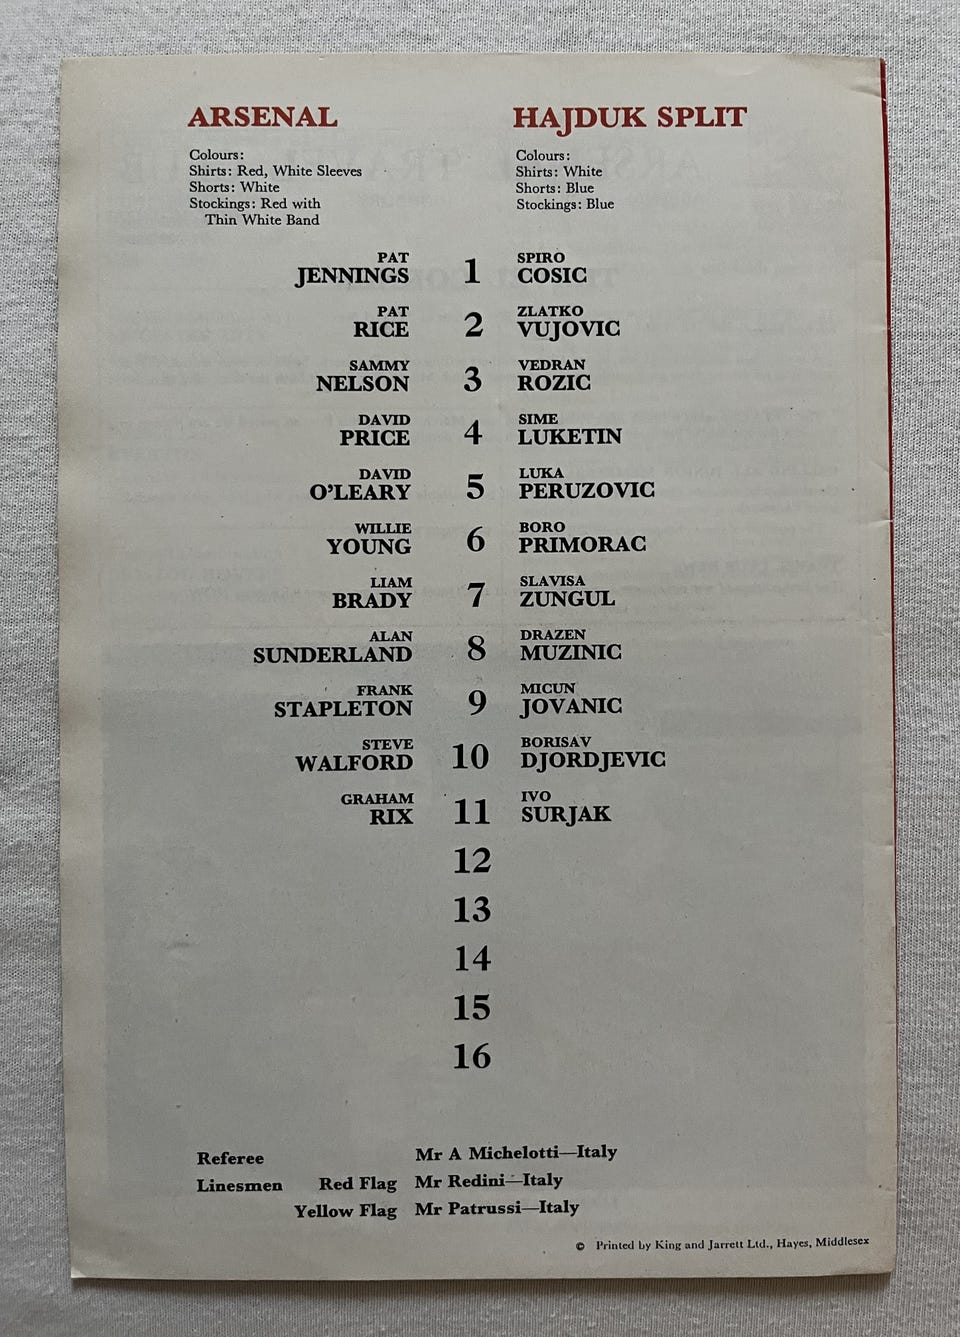 ARSENAL
Colours:
Shirts: Red, White Sleeves
Shorts: White
Stockings: Red with
Thin White Band
HAJDUK SPLIT
Colours:
Shirts: White
Shorts: Blue
Stockings: Blue
PAT SPIRO
JENNINGS 1 COSIC
PAT ZLATKO
RICE 2 VUJOVIC
SAMMY VEDRAN
NELSON 3 ROZIC
DAVID SIME
PRICE 4 LUKETIN
DAVID LUKA
O'LEARY 5 PERUZOVIC
WILLIE BORO
YOUNG 6 PRIMORAC
LIAM SLAVISA
BRADY 7 ZUNGUL
ALAN DRAZEN
SUNDERLAND 8 MUZINIC
FRANK MICUN
STAPLETON 9 JOVANIC
STEVE BORISAV
WALFORD 10 DJORDJEVIC
GRAHAM IVO
RIX 11 SURJAK
12
13
14
15
16
Referee Mr A Michelotti—Italy
Linesmen Red Flag Mr Redini—Italy
Yellow Flag Mr Patrussi—Italy
© Printed by King and Jarrett Ltd., Hayes, Middlesex